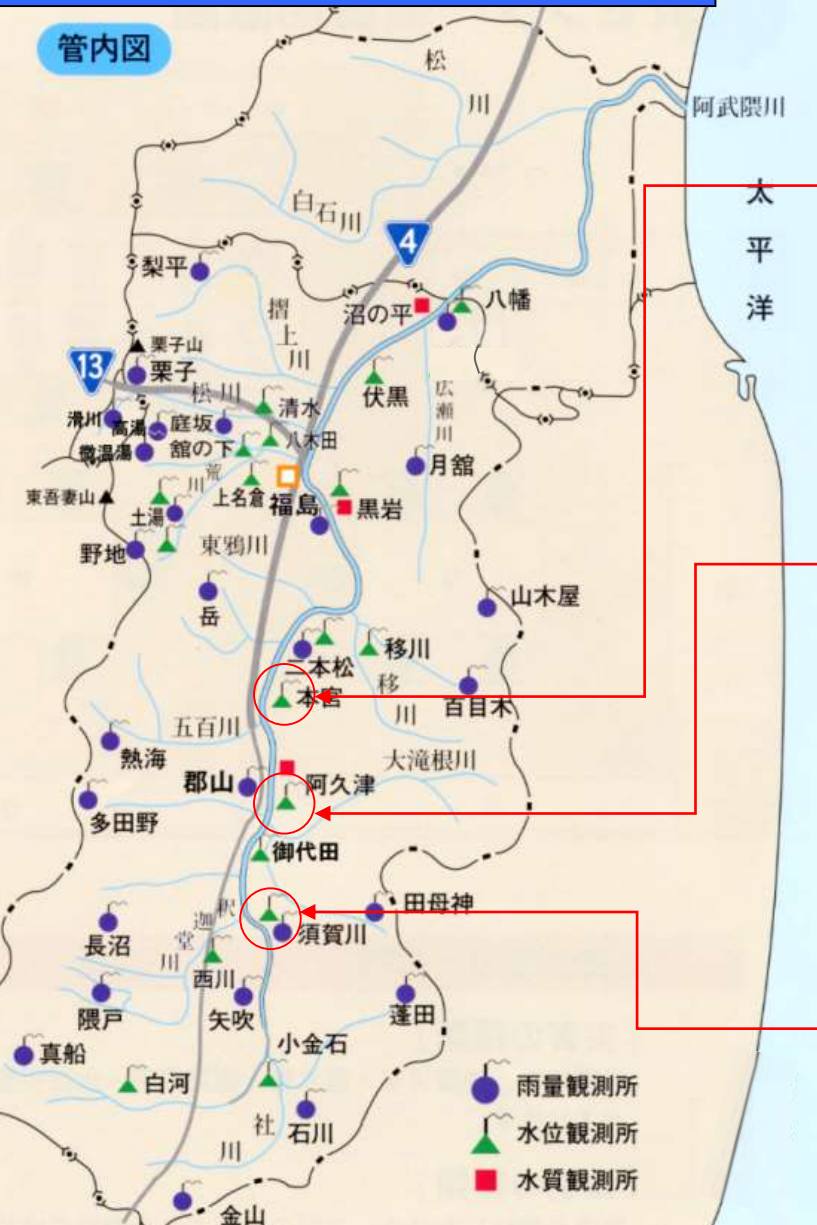 管内図
松川
阿武隈川
太平洋
白石川
4
梨平
摺上川
沼の平
八幡
栗子山
13
栗子
松川
伏黒
広瀬川
清水
滑川
高湯
庭坂
八木田
微温湯
舘の下
月舘
荒川
上名倉
東吾妻山
福島
黒岩
土湯
東鴉川
野地
岳
山木屋
二本松
移川
移川
本宮
百目木
五百川
熱海
大滝根川
郡山
阿久津
多田野
御代田
田母神
釈迦堂川
須賀川
長沼
西川
隈戸
矢吹
蓬田
真船
小金石
白河
社川
石川
金山
雨量観測所
水位観測所
水質観測所